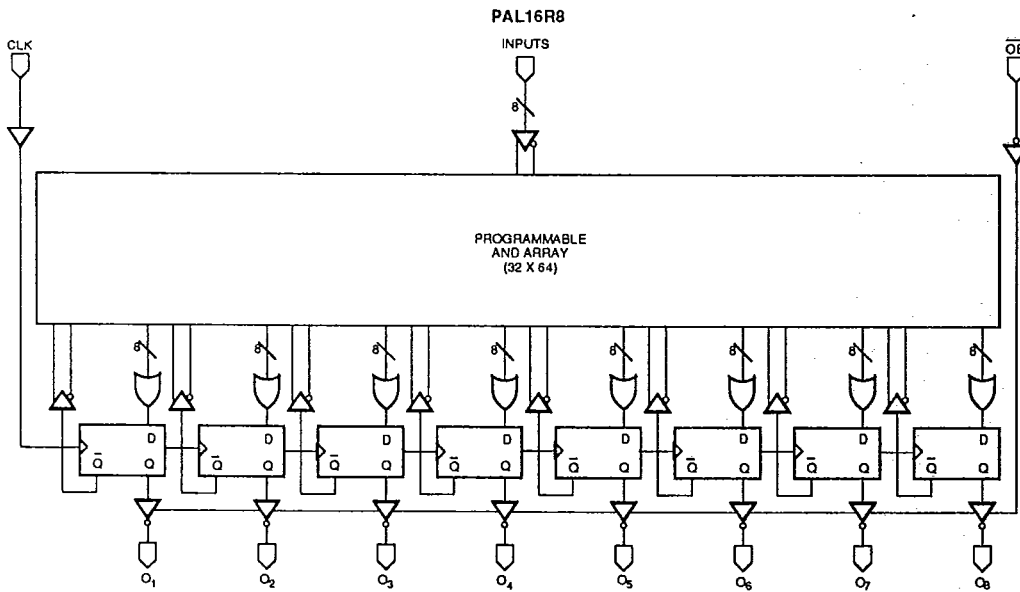 PAL16R8
CLK
INPUTS
OE
8
PROGRAMMABLE
AND ARRAY
(32 X 64)
8 8 8 8 8 8 8 8
D D D D D D D D
Q̅ Q Q̅ Q Q̅ Q Q̅ Q Q̅ Q Q̅ Q Q̅ Q Q̅ Q
O1 O2 O3 O4 O5 O6 O7 O8